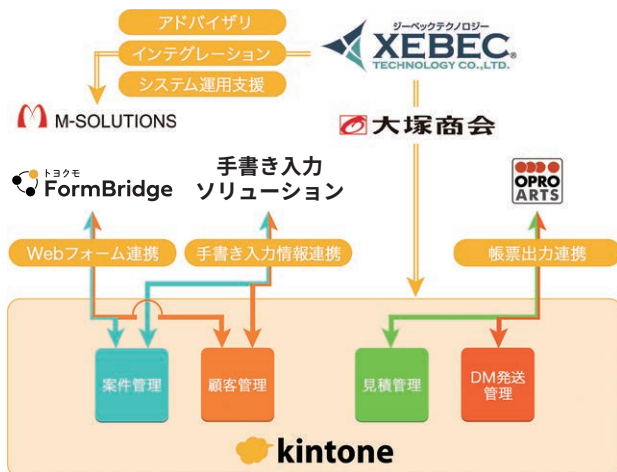 アドバイザリ
インテグレーション
システム運用支援
ジーベックテクノロジー
XEBEC®
TECHNOLOGY CO.,LTD.
M-SOLUTIONS
大塚商会
トヨクモ
FormBridge
手書き入力
ソリューション
OPRO
ARTS
Webフォーム連携
手書き入力情報連携
帳票出力連携
案件管理
顧客管理
見積管理
DM発送
管理
kintone